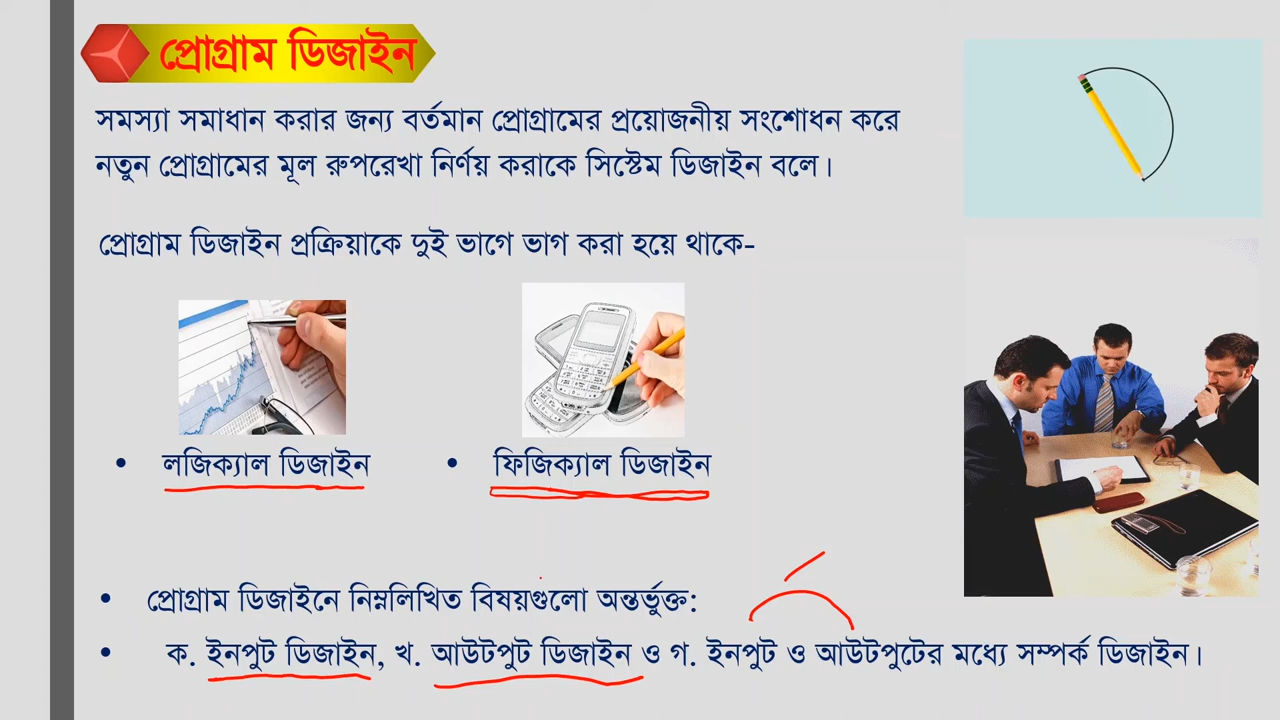 প্রোগ্রাম ডিজাইন
সমস্যা সমাধান করার জন্য বর্তমান প্রোগ্রামের প্রয়োজনীয় সংশোধন করে
নতুন প্রোগ্রামের মূল রুপরেখা নির্ণয় করাকে সিস্টেম ডিজাইন বলে।
প্রোগ্রাম ডিজাইন প্রক্রিয়াকে দুই ভাগে ভাগ করা হয়ে থাকে-
• লজিক্যাল ডিজাইন
• ফিজিক্যাল ডিজাইন
• প্রোগ্রাম ডিজাইনে নিম্নলিখিত বিষয়গুলো অন্তর্ভুক্ত:
• ক. ইনপুট ডিজাইন, খ. আউটপুট ডিজাইন ও গ. ইনপুট ও আউটপুটের মধ্যে সম্পর্ক ডিজাইন।